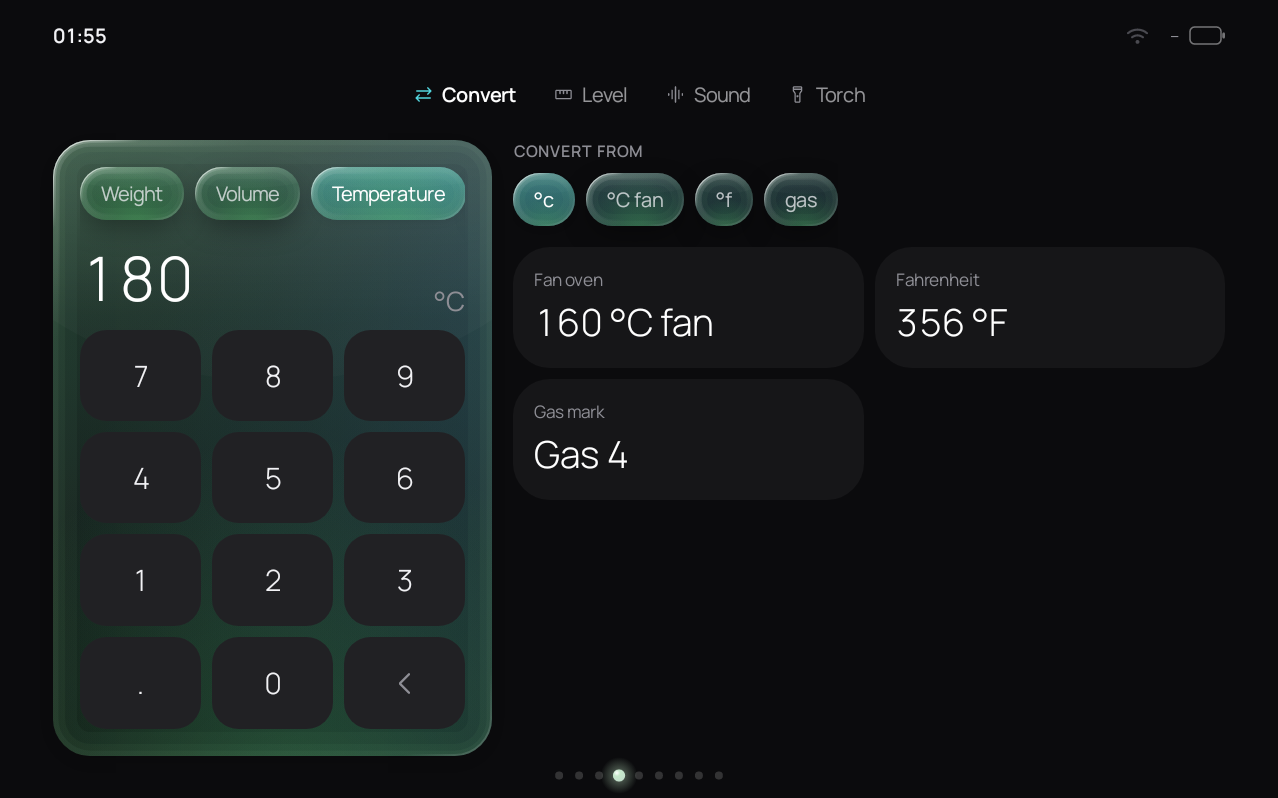 01:55
–
Convert
Level
Sound
Torch
Weight
Volume
Temperature
180
°C
7
8
9
4
5
6
1
2
3
.
0
CONVERT FROM
°c
°C fan
°f
gas
Fan oven
160 °C fan
Fahrenheit
356 °F
Gas mark
Gas 4